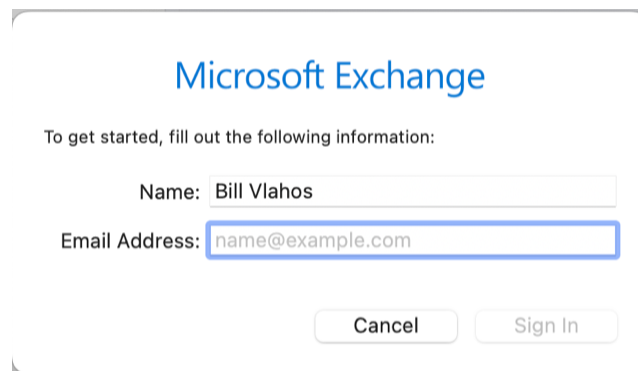 Microsoft Exchange
To get started, fill out the following information:
Name: Bill Vlahos
Email Address: name@example.com
Cancel Sign In